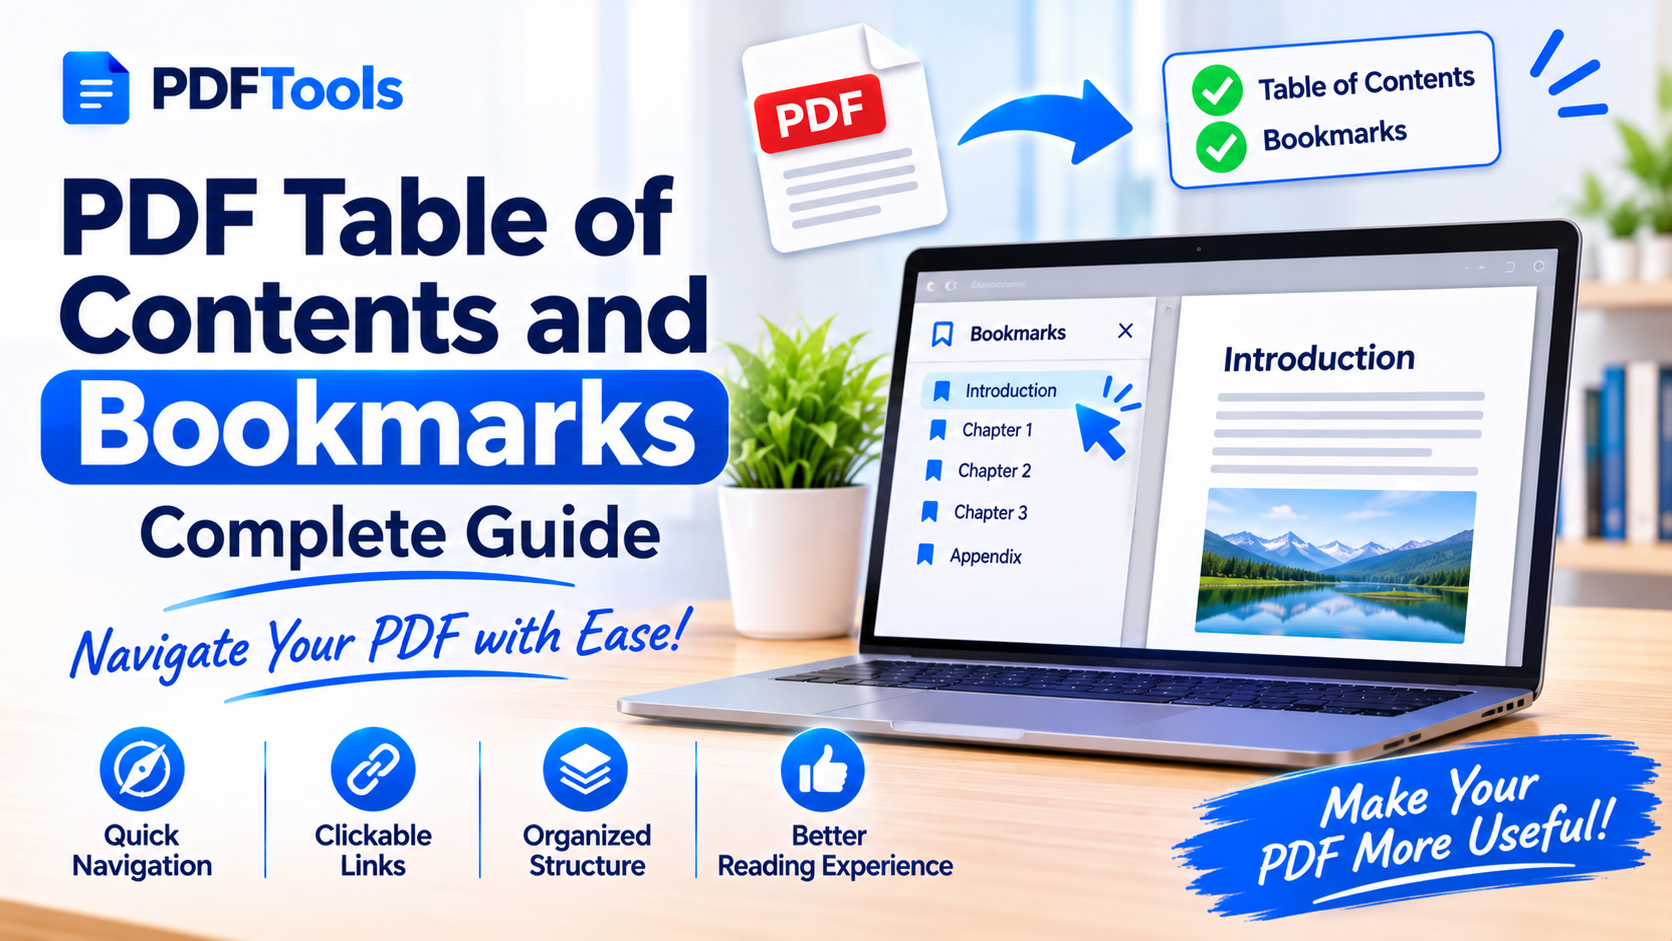 PDFTools
PDF Table of
Contents and
Bookmarks
Complete Guide
Navigate Your PDF with Ease!
Quick
Navigation
Clickable
Links
Organized
Structure
Better
Reading Experience
PDF
Table of Contents
Bookmarks
Bookmarks
Introduction
Chapter 1
Chapter 2
Chapter 3
Appendix
Introduction
Make Your
PDF More Useful!